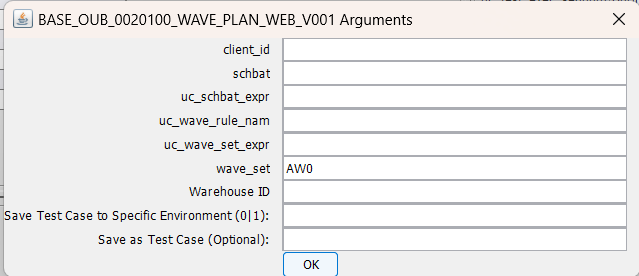 BASE_OUB_0020100_WAVE_PLAN_WEB_V001 Arguments
client_id
schbat
uc_schbat_expr
uc_wave_rule_nam
uc_wave_set_expr
wave_set AW0
Warehouse ID
Save Test Case to Specific Environment (0|1):
Save as Test Case (Optional):
OK